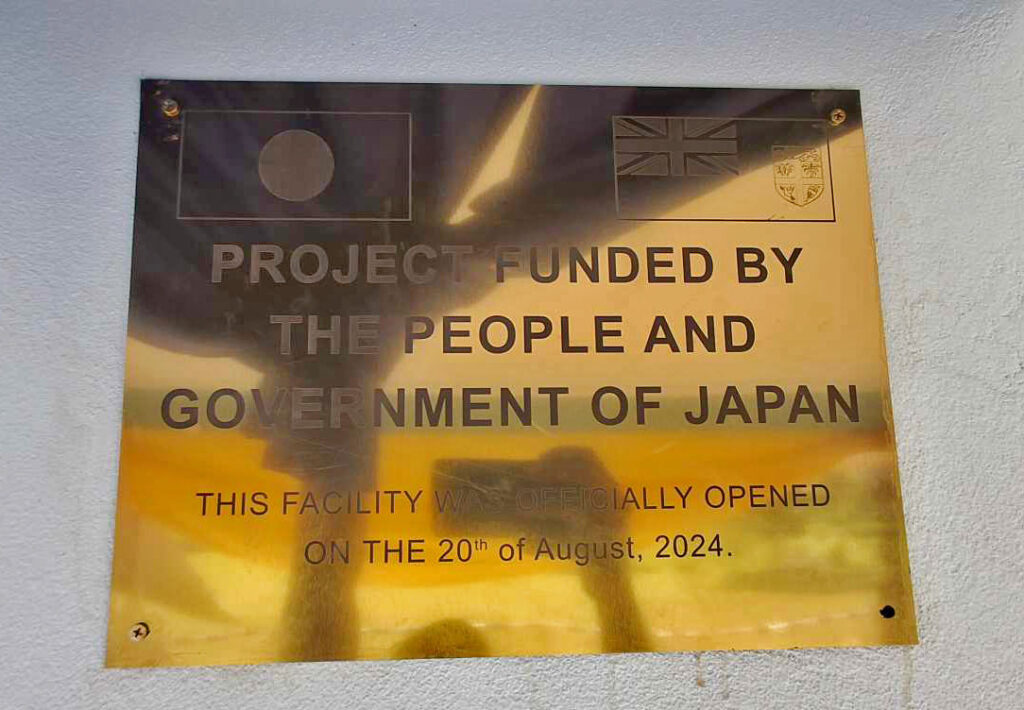 PROJECT FUNDED BY
THE PEOPLE AND
GOVERNMENT OF JAPAN
THIS FACILITY WAS OFFICIALLY OPENED
ON THE 20th of August, 2024.